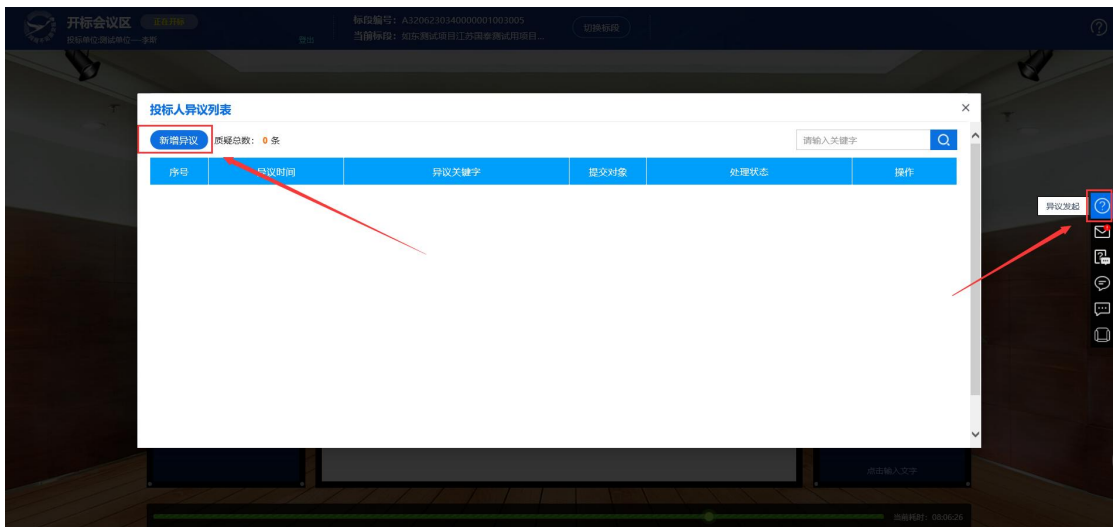 开标会议区 正在开标
投标单位:测试单位----李即
登出
标段编号：A3206230340000001003005
当前标段：如东测试项目江苏国泰测试用项目...
切换标段
投标人异议列表
新增异议 质疑总数： 0 条
请输入关键字
序号 异议时间 异议关键字 提交对象 处理状态 操作
异议发起
点击输入文字
当前耗时：08:06:26